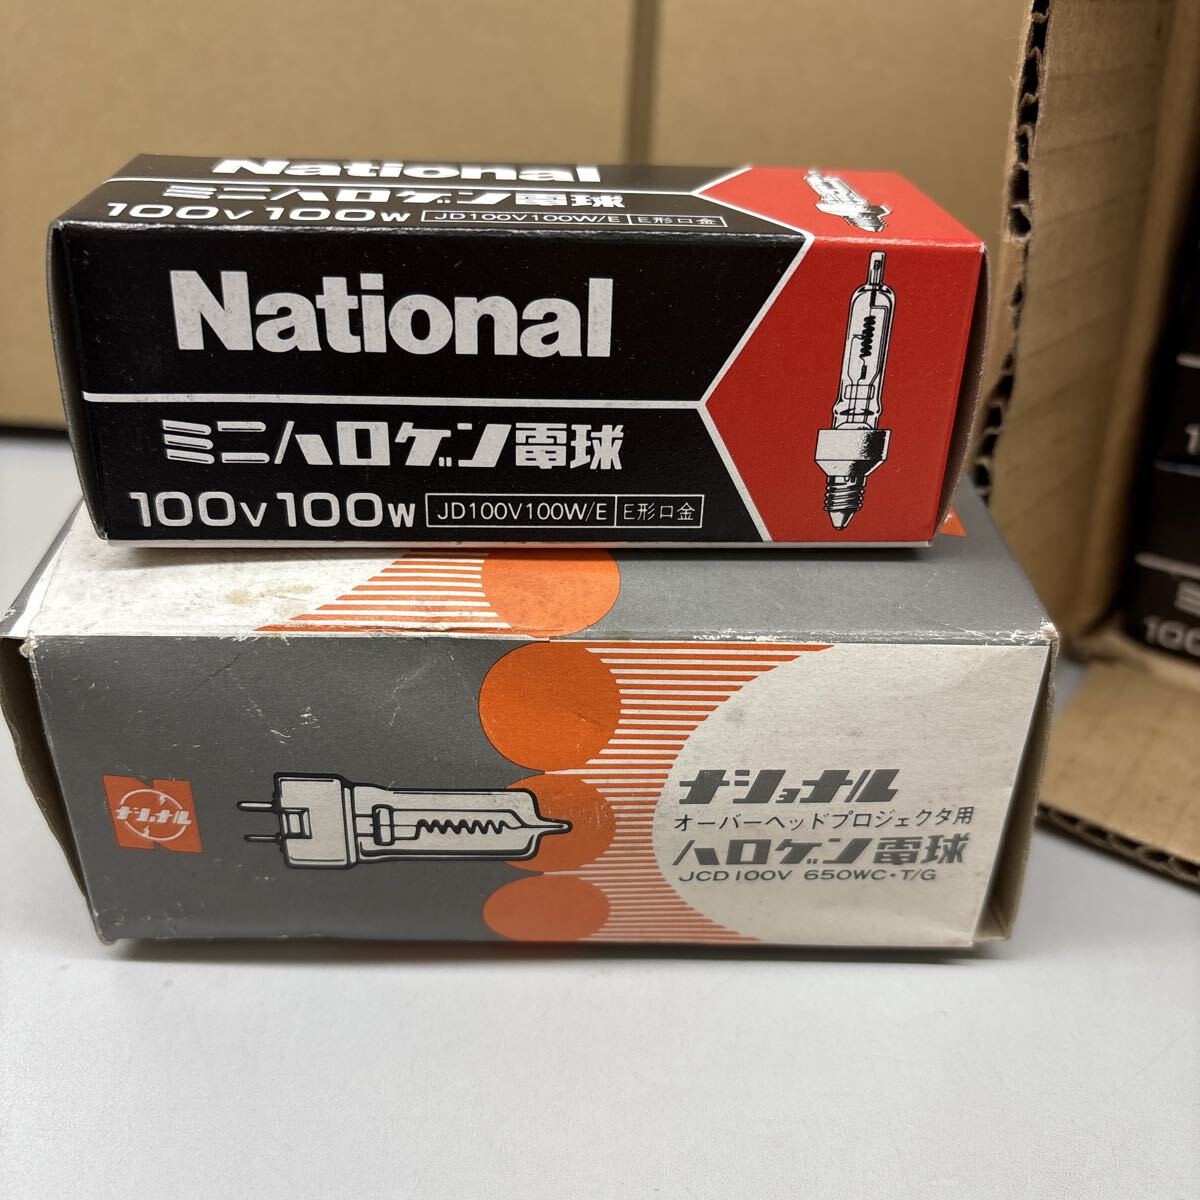 National
ミニハロゲン電球
100V 100W JD100V100W/E E形口金
National
ミニハロゲン電球
100V 100W JD100V100W/E E形口金
ナショナル
ナショナル
オーバーヘッドプロジェクタ用
ハロゲン電球
JCD100V 650WC・T/G